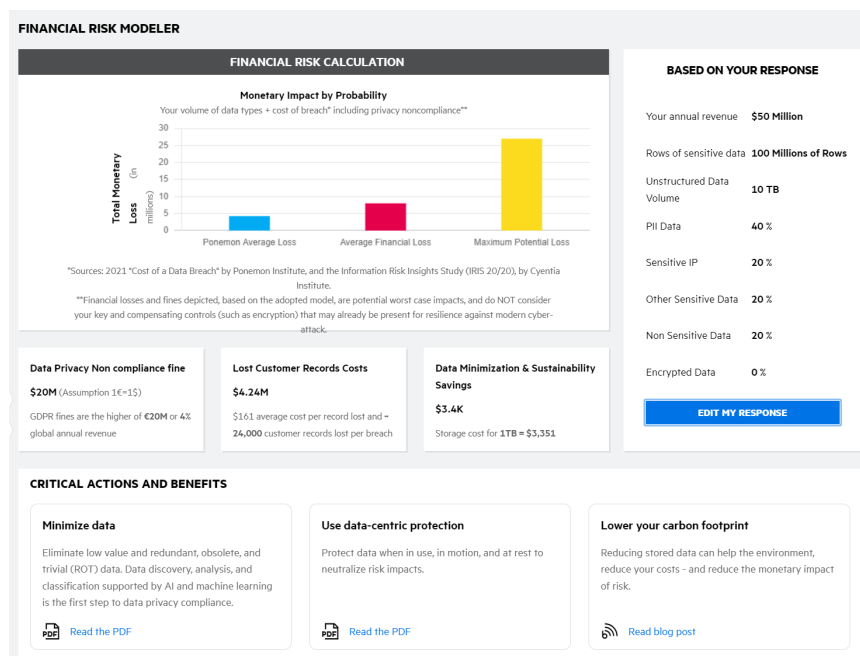 FINANCIAL RISK MODELER
FINANCIAL RISK CALCULATION
Monetary Impact by Probability
Your volume of data types + cost of breach* including privacy noncompliance**
Total Monetary
Loss (in
millions)
30
25
20
15
10
5
0
Ponemon Average Loss
Average Financial Loss
Maximum Potential Loss
*Sources: 2021 "Cost of a Data Breach" by Ponemon Institute, and the Information Risk Insights Study (IRIS 20/20), by Cyentia
Institute.
**Financial losses and fines depicted, based on the adopted model, are potential worst case impacts, and do NOT consider
your key and compensating controls (such as encryption) that may already be present for resilience against modern cyber-
attack.
BASED ON YOUR RESPONSE
Your annual revenue $50 Million
Rows of sensitive data 100 Millions of Rows
Unstructured Data
Volume
10 TB
PII Data 40 %
Sensitive IP 20 %
Other Sensitive Data 20 %
Non Sensitive Data 20 %
Encrypted Data 0 %
EDIT MY RESPONSE
Data Privacy Non compliance fine
$20M (Assumption 1€=1$)
GDPR fines are the higher of €20M or 4%
global annual revenue
Lost Customer Records Costs
$4.24M
$161 average cost per record lost and ~
24,000 customer records lost per breach
Data Minimization & Sustainability
Savings
$3.4K
Storage cost for 1TB = $3,351
CRITICAL ACTIONS AND BENEFITS
Minimize data
Eliminate low value and redundant, obsolete, and
trivial (ROT) data. Data discovery, analysis, and
classification supported by AI and machine learning
is the first step to data privacy compliance.
PDF Read the PDF
Use data-centric protection
Protect data when in use, in motion, and at rest to
neutralize risk impacts.
PDF Read the PDF
Lower your carbon footprint
Reducing stored data can help the environment,
reduce your costs - and reduce the monetary impact
of risk.
Read blog post